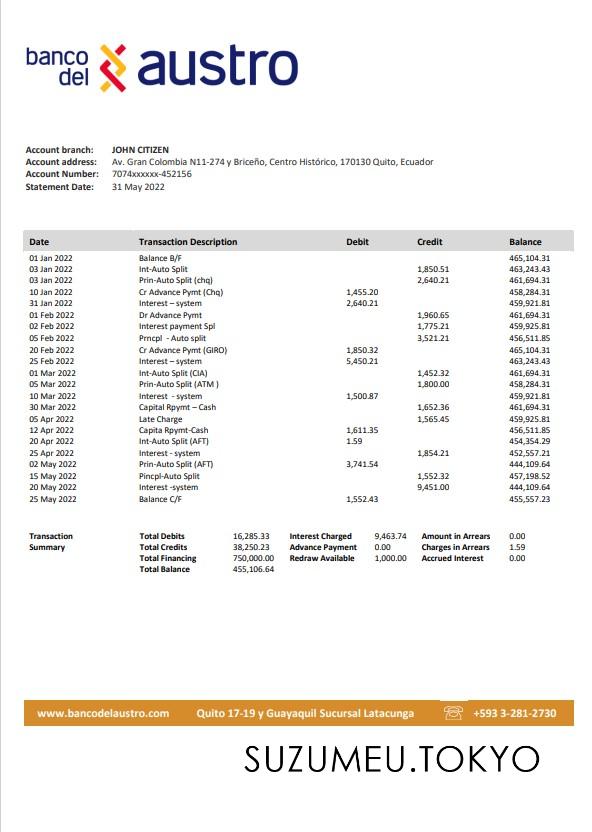 banco del austro
Account branch: JOHN CITIZEN
Account address: Av. Gran Colombia N11-274 y Briceño, Centro Histórico, 170130 Quito, Ecuador
Account Number: 7074xxxxxx-452156
Statement Date: 31 May 2022
Date Transaction Description Debit Credit Balance
01 Jan 2022 Balance B/F 465,104.31
03 Jan 2022 Int-Auto Split 1,850.51 463,243.43
03 Jan 2022 Prin-Auto Split (chq) 2,640.21 461,694.31
10 Jan 2022 Cr Advance Pymt (Chq) 1,455.20 458,284.31
31 Jan 2022 Interest – system 2,640.21 459,921.81
01 Feb 2022 Dr Advance Pymt 1,960.65 461,694.31
02 Feb 2022 Interest payment Spl 1,775.21 459,925.81
05 Feb 2022 Prncpl - Auto split 3,521.21 456,511.85
20 Feb 2022 Cr Advance Pymt (GIRO) 1,850.32 465,104.31
25 Feb 2022 Interest – system 5,450.21 463,243.43
01 Mar 2022 Int-Auto Split (CIA) 1,452.32 461,694.31
05 Mar 2022 Prin-Auto Split (ATM ) 1,800.00 458,284.31
10 Mar 2022 Interest - system 1,500.87 459,921.81
30 Mar 2022 Capital Rpymt – Cash 1,652.36 461,694.31
05 Apr 2022 Late Charge 1,565.45 459,925.81
12 Apr 2022 Capita Rpymt-Cash 1,611.35 456,511.85
20 Apr 2022 Int-Auto Split (AFT) 1.59 454,354.29
25 Apr 2022 Interest - system 1,854.21 452,557.21
02 May 2022 Prin-Auto Split (AFT) 3,741.54 444,109.64
15 May 2022 Pincpl-Auto Split 1,552.32 457,198.52
20 May 2022 Interest -system 9,451.00 444,109.64
25 May 2022 Balance C/F 1,552.43 455,557.23
Transaction Total Debits 16,285.33 Interest Charged 9,463.74 Amount in Arrears 0.00
Summary Total Credits 38,250.23 Advance Payment 0.00 Charges in Arrears 1.59
Total Financing 750,000.00 Redraw Available 1,000.00 Accrued Interest 0.00
Total Balance 455,106.64
www.bancodelaustro.com Quito 17-19 y Guayaquil Sucursal Latacunga +593 3-281-2730
SUZUMEU.TOKYO